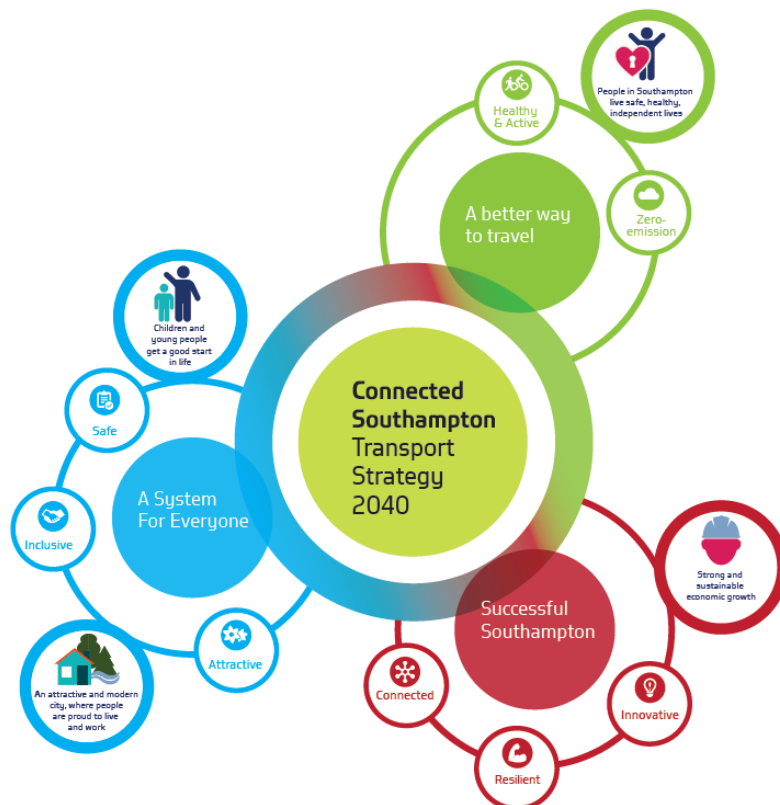 Connected
Southampton
Transport
Strategy
2040
A better way
to travel
Healthy
& Active
Zero-
emission
People in Southampton
live safe, healthy,
independent lives
A System
For Everyone
Children and
young people
get a good start
in life
Safe
Inclusive
Attractive
An attractive and modern
city, where people
are proud to live
and work
Successful
Southampton
Strong and
sustainable
economic growth
Connected
Resilient
Innovative